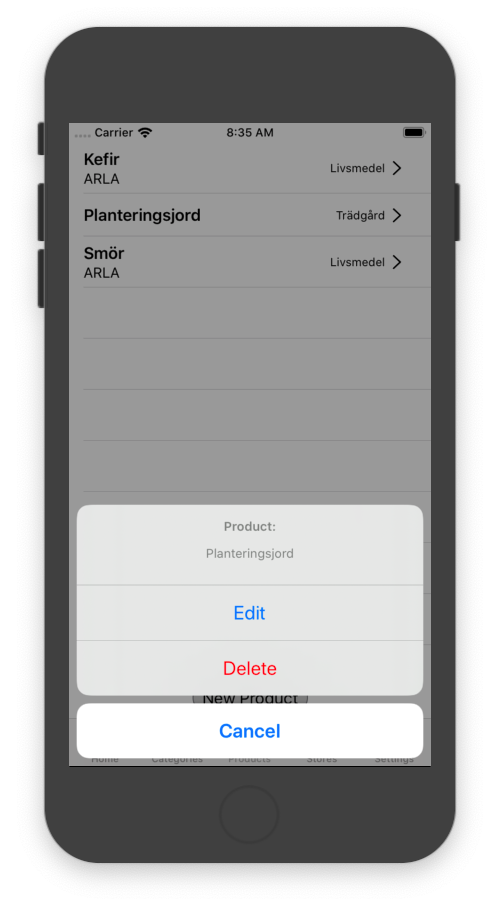 Carrier 8:35 AM
Kefir
ARLA
Livsmedel
Planteringsjord
Trädgård
Smör
ARLA
Livsmedel
Product:
Planteringsjord
Edit
Delete
New Product
Cancel
Home Categories Products Stores Settings